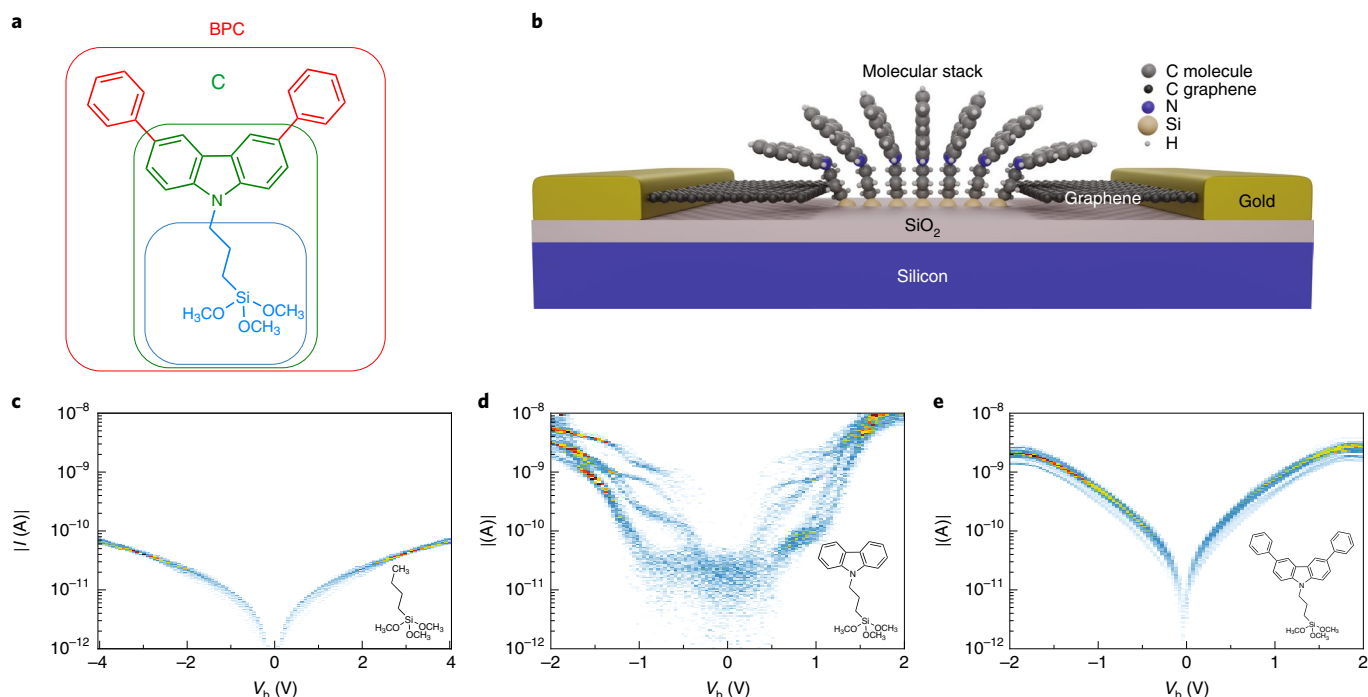 a
BPC
C
N
Si
H₃CO
OCH₃
OCH₃
b
Molecular stack
C molecule
C graphene
N
Si
H
Graphene
Gold
SiO₂
Silicon
c
|I (A)|
10⁻⁸
10⁻⁹
10⁻¹⁰
10⁻¹¹
10⁻¹²
−4 −2 0 2 4
V_b (V)
CH₃
Si
H₃CO OCH₃
OCH₃
d
|(A)|
10⁻⁸
10⁻⁹
10⁻¹⁰
10⁻¹¹
10⁻¹²
−2 −1 0 1 2
V_b (V)
N
Si
H₃CO OCH₃
OCH₃
e
|(A)|
10⁻⁸
10⁻⁹
10⁻¹⁰
10⁻¹¹
10⁻¹²
−2 −1 0 1 2
V_b (V)
N
Si
H₃CO OCH₃
OCH₃